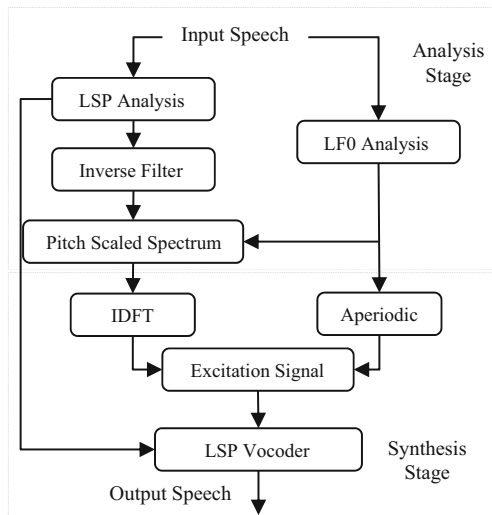 Input Speech
Analysis
Stage
LSP Analysis
LF0 Analysis
Inverse Filter
Pitch Scaled Spectrum
IDFT
Aperiodic
Excitation Signal
LSP Vocoder
Synthesis
Stage
Output Speech